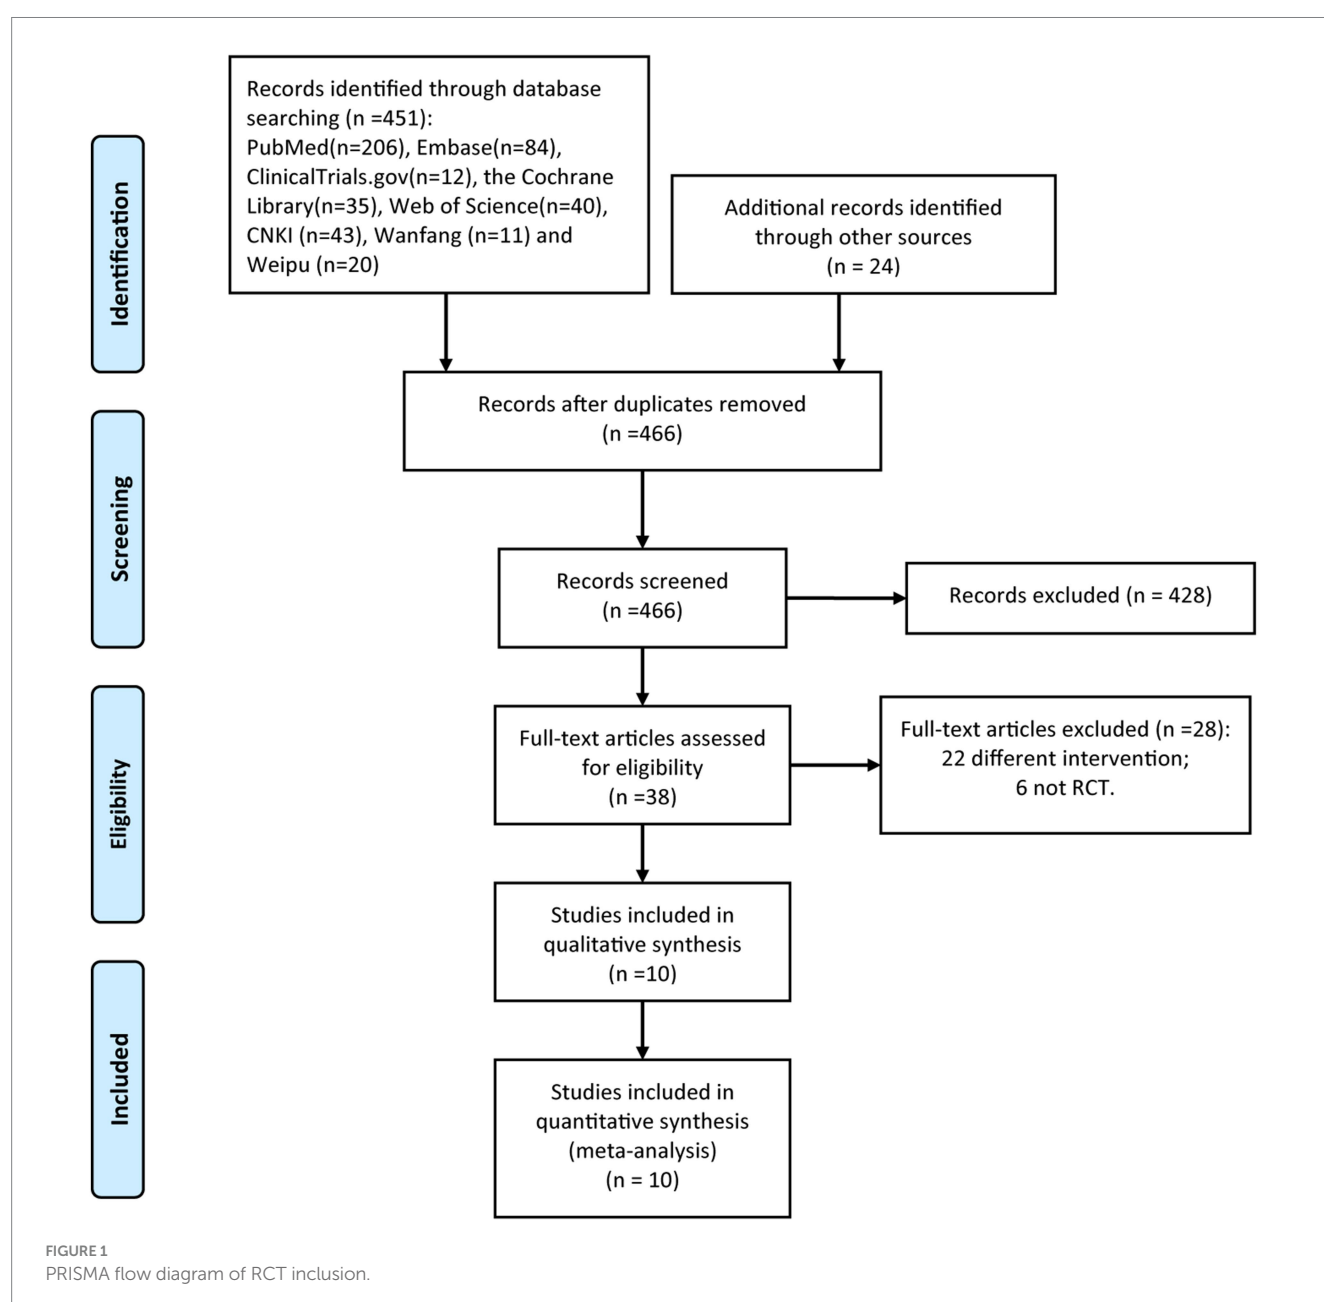 Identification
Records identified through database
searching (n =451):
PubMed(n=206), Embase(n=84),
ClinicalTrials.gov(n=12), the Cochrane
Library(n=35), Web of Science(n=40),
CNKI (n=43), Wanfang (n=11) and
Weipu (n=20)
Additional records identified
through other sources
(n = 24)
Records after duplicates removed
(n =466)
Screening
Records screened
(n =466)
Records excluded (n = 428)
Eligibility
Full-text articles assessed
for eligibility
(n =38)
Full-text articles excluded (n =28):
22 different intervention;
6 not RCT.
Studies included in
qualitative synthesis
(n =10)
Included
Studies included in
quantitative synthesis
(meta-analysis)
(n = 10)
FIGURE 1
PRISMA flow diagram of RCT inclusion.